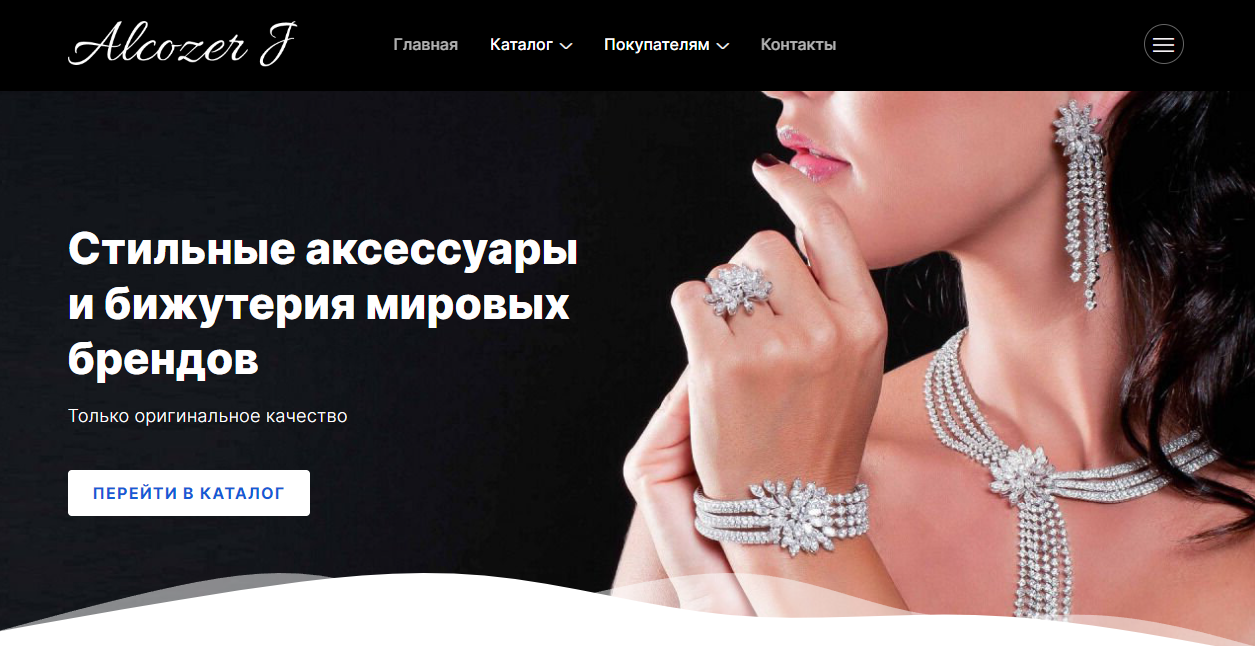 Alcozer J
Главная Каталог Покупателям Контакты
Стильные аксессуары
и бижутерия мировых
брендов
Только оригинальное качество
ПЕРЕЙТИ В КАТАЛОГ